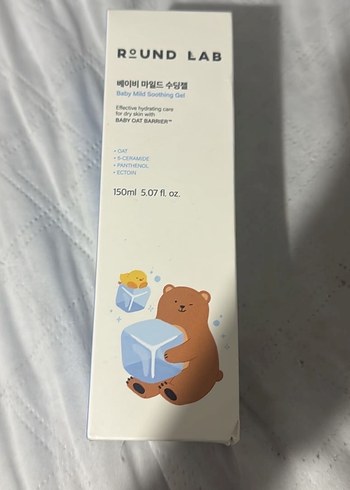 ROUND LAB
베이비 마일드 수딩젤
Baby Mild Soothing Gel
Effective hydrating care
for dry skin with
BABY OAT BARRIER™
• OAT
• 5-CERAMIDE
• PANTHENOL
• ECTOIN
150ml 5.07 fl. oz.